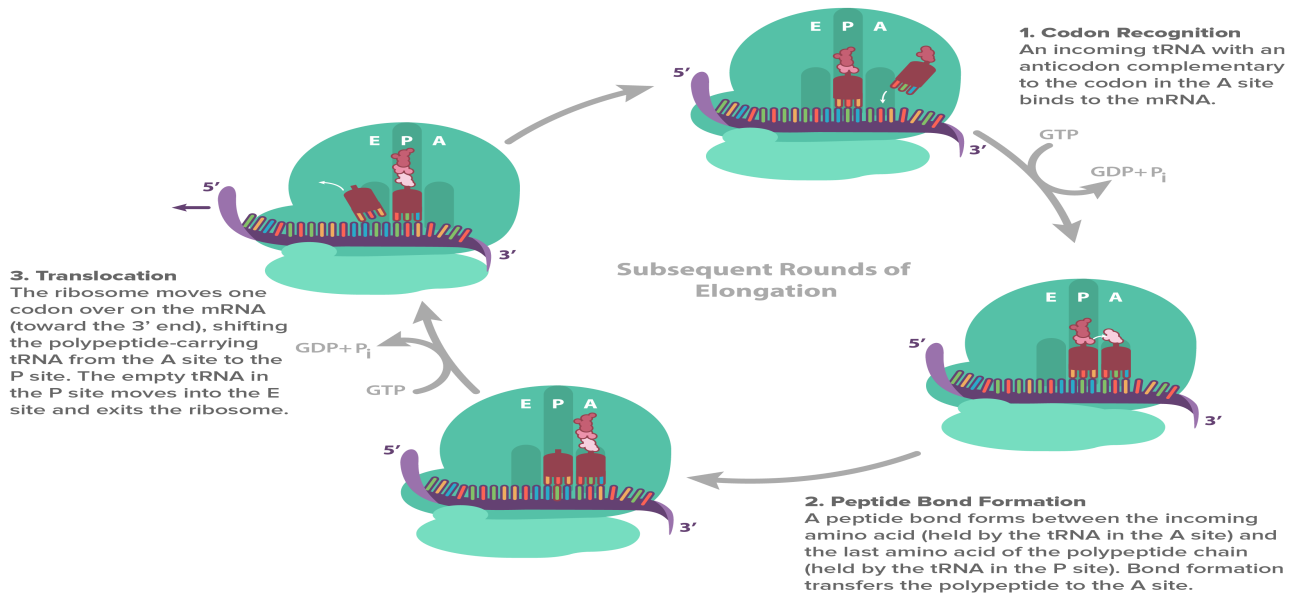 E P A
5’
3’
1. Codon Recognition
An incoming tRNA with an
anticodon complementary
to the codon in the A site
binds to the mRNA.
GTP
GDP+ Pi
E P A
5’
3’
2. Peptide Bond Formation
A peptide bond forms between the incoming
amino acid (held by the tRNA in the A site) and
the last amino acid of the polypeptide chain
(held by the tRNA in the P site). Bond formation
transfers the polypeptide to the A site.
E P A
5’
3’
GTP
GDP+ Pi
3. Translocation
The ribosome moves one
codon over on the mRNA
(toward the 3’ end), shifting
the polypeptide-carrying
tRNA from the A site to the
P site. The empty tRNA in
the P site moves into the E
site and exits the ribosome.
E P A
5’
3’
Subsequent Rounds of
Elongation